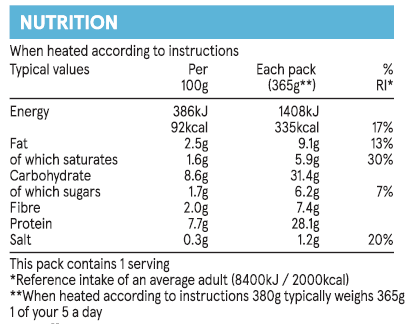 NUTRITION
When heated according to instructions
Typical values Per Each pack %
100g (365g**) RI*
Energy 386kJ 1408kJ
92kcal 335kcal 17%
Fat 2.5g 9.1g 13%
of which saturates 1.6g 5.9g 30%
Carbohydrate 8.6g 31.4g
of which sugars 1.7g 6.2g 7%
Fibre 2.0g 7.4g
Protein 7.7g 28.1g
Salt 0.3g 1.2g 20%
This pack contains 1 serving
*Reference intake of an average adult (8400kJ / 2000kcal)
**When heated according to instructions 380g typically weighs 365g
1 of your 5 a day